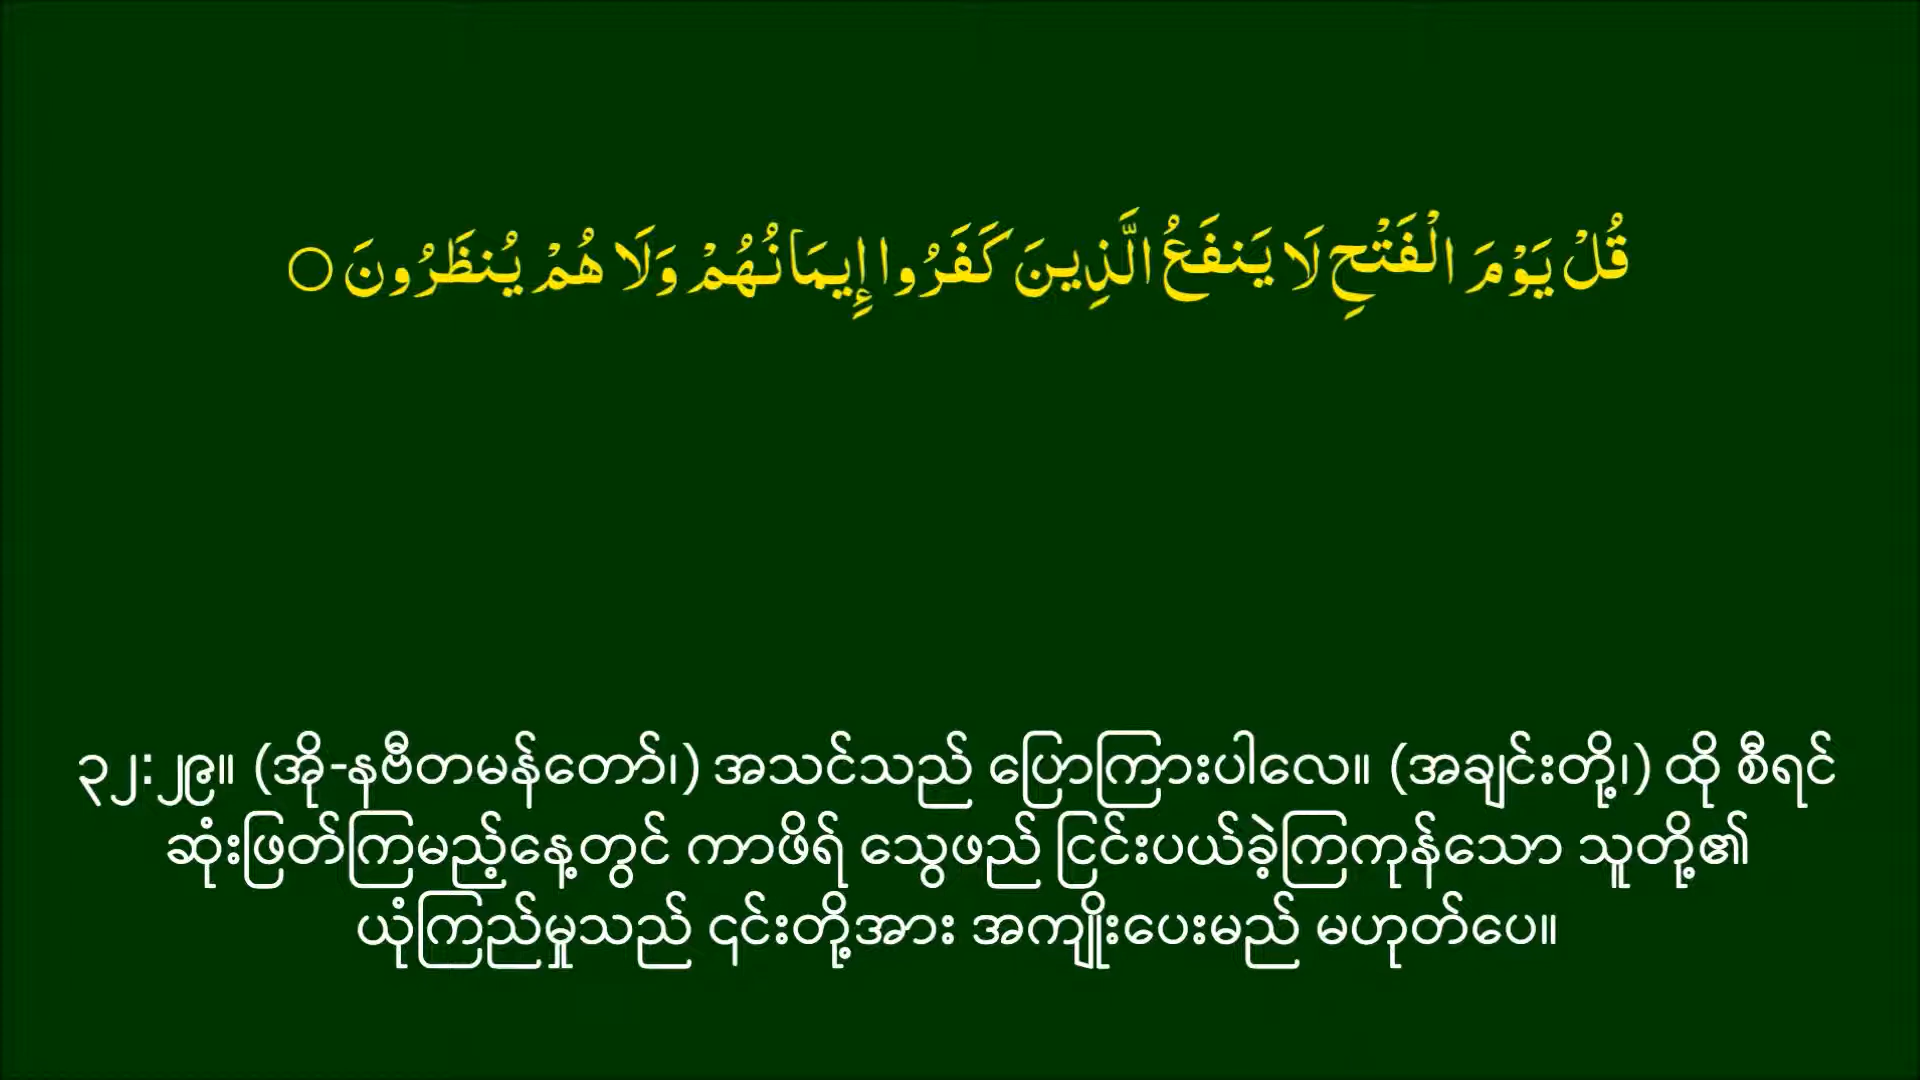 قُلْ يَوْمَ الْفَتْحِ لَا يَنفَعُ الَّذِينَ كَفَرُوا إِيمَانُهُمْ وَلَا هُمْ يُنظَرُونَ ۝
၃၂:၂၉။ (အို-နဗီတမန်တော်၊) အသင်သည် ပြောကြားပါလေ။ (အချင်းတို့၊) ထို စီရင်
ဆုံးဖြတ်ကြမည့်နေ့တွင် ကာဖိရ် သွေဖည် ငြင်းပယ်ခဲ့ကြကုန်သော သူတို့၏
ယုံကြည်မှုသည် ၎င်းတို့အား အကျိုးပေးမည် မဟုတ်ပေ။